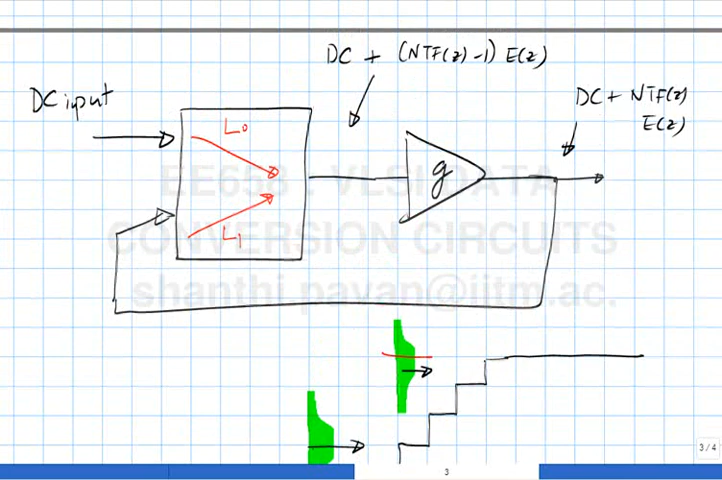 DC + (NTF(z)-1) E(z)
DC input
DC + NTF(z)
E(z)
L0
g
L1
EE658 : VLSI DATA
CONVERSION CIRCUITS
shanthi.pavan@iitm.ac.
3 / 4
3